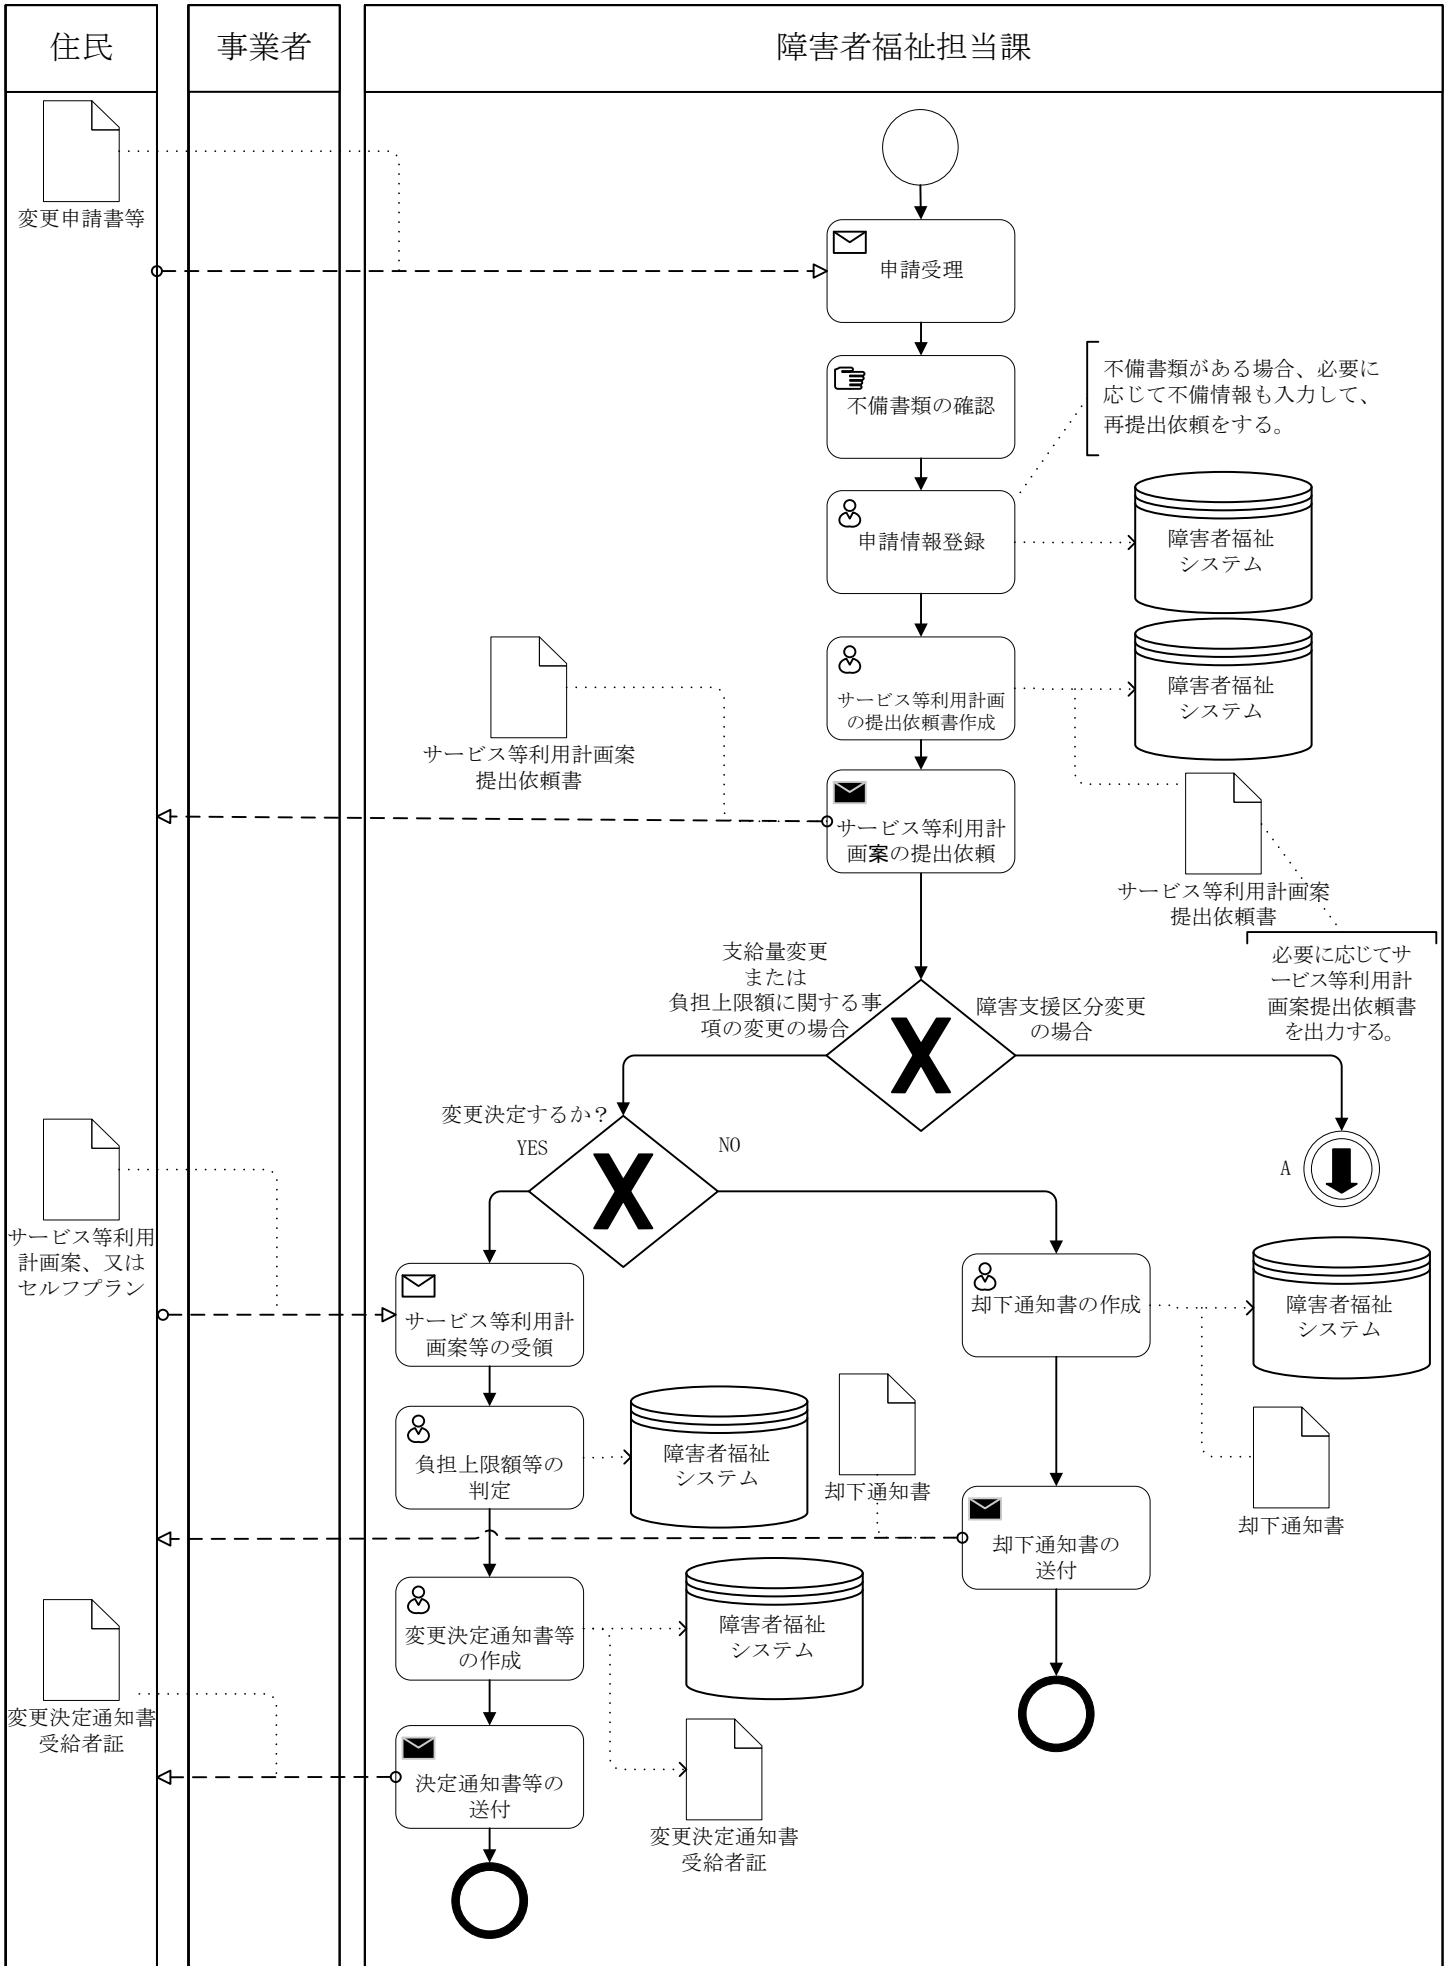 住民
事業者
障害者福祉担当課
変更申請書等
申請受理
不備書類の確認
不備書類がある場合、必要に
応じて不備情報も入力して、
再提出依頼をする。
申請情報登録
障害者福祉
システム
サービス等利用計画
の提出依頼書作成
障害者福祉
システム
サービス等利用計画案
提出依頼書
サービス等利用計
画案の提出依頼
サービス等利用計画案
提出依頼書
必要に応じてサ
ービス等利用計
画案提出依頼書
を出力する。
支給量変更
または
負担上限額に関する事
項の変更の場合
障害支援区分変更
の場合
変更決定するか？
YES
NO
A
サービス等利用
計画案、又は
セルフプラン
サービス等利用計
画案等の受領
却下通知書の作成
障害者福祉
システム
負担上限額等の
判定
障害者福祉
システム
却下通知書
却下通知書
却下通知書の
送付
変更決定通知書等
の作成
障害者福祉
システム
変更決定通知書
受給者証
決定通知書等の
送付
変更決定通知書
受給者証